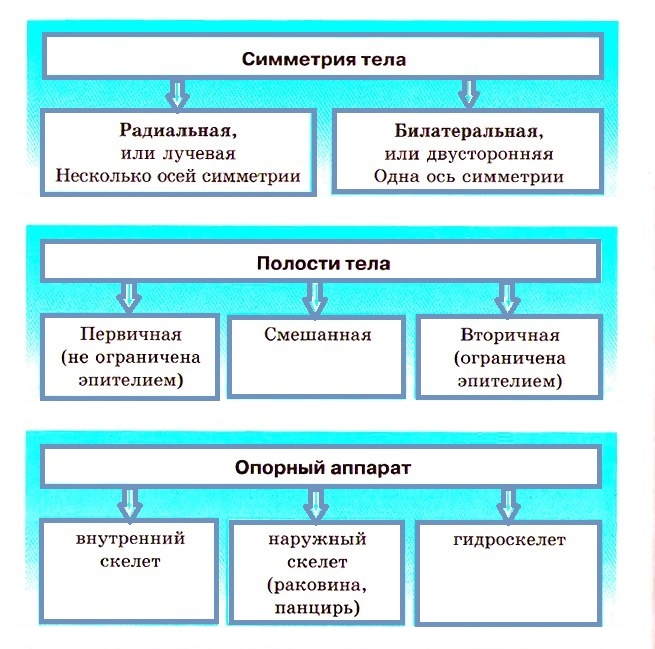 Симметрия тела
Радиальная,
или лучевая
Несколько осей симметрии
Билатеральная,
или двусторонняя
Одна ось симметрии
Полости тела
Первичная
(не ограничена
эпителием)
Смешанная
Вторичная
(ограничена
эпителием)
Опорный аппарат
внутренний
скелет
наружный
скелет
(раковина,
панцирь)
гидроскелет